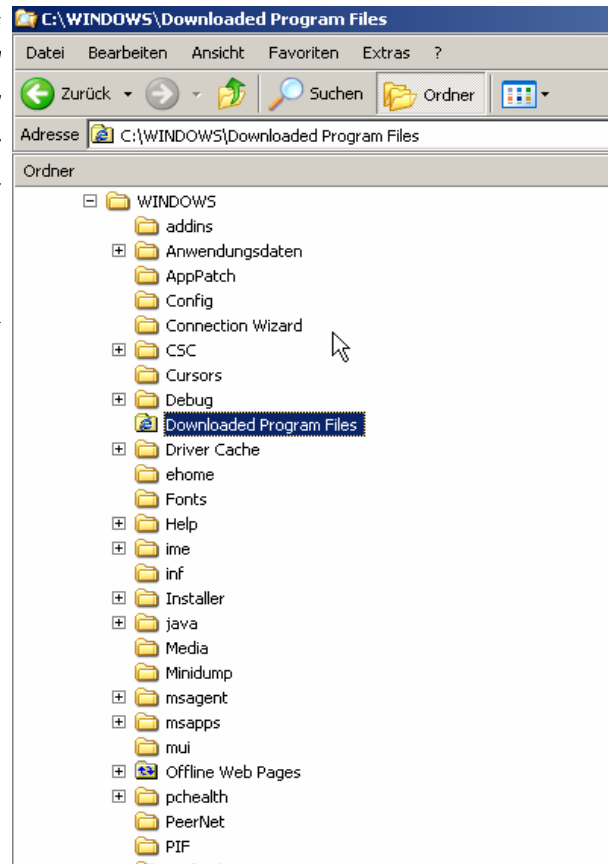 C:\WINDOWS\Downloaded Program Files
Datei Bearbeiten Ansicht Favoriten Extras ?
Zurück Suchen Ordner
Adresse C:\WINDOWS\Downloaded Program Files
Ordner
WINDOWS
addins
Anwendungsdaten
AppPatch
Config
Connection Wizard
CSC
Cursors
Debug
Downloaded Program Files
Driver Cache
ehome
Fonts
Help
ime
inf
Installer
java
Media
Minidump
msagent
msapps
mui
Offline Web Pages
pchealth
PeerNet
PIF